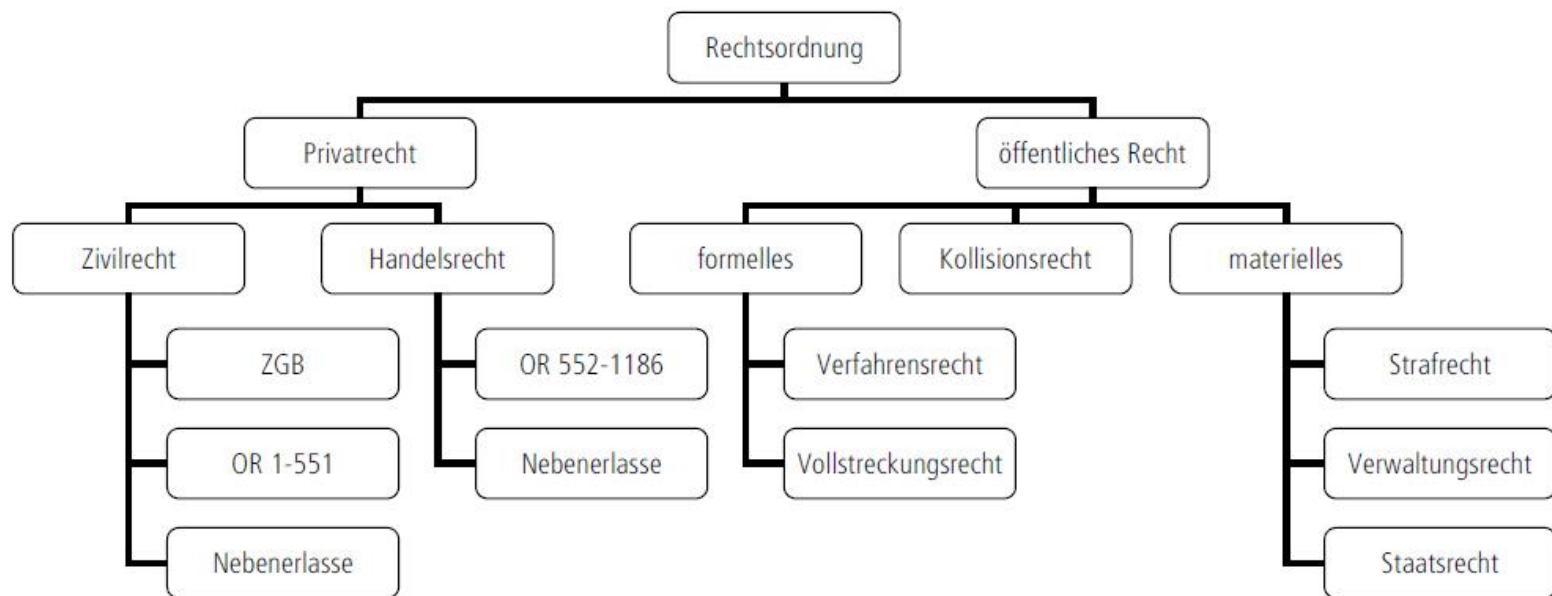 Rechtsordnung
Privatrecht
öffentliches Recht
Zivilrecht
Handelsrecht
formelles
Kollisionsrecht
materielles
ZGB
OR 552-1186
Verfahrensrecht
Strafrecht
OR 1-551
Nebenerlasse
Vollstreckungsrecht
Verwaltungsrecht
Nebenerlasse
Staatsrecht